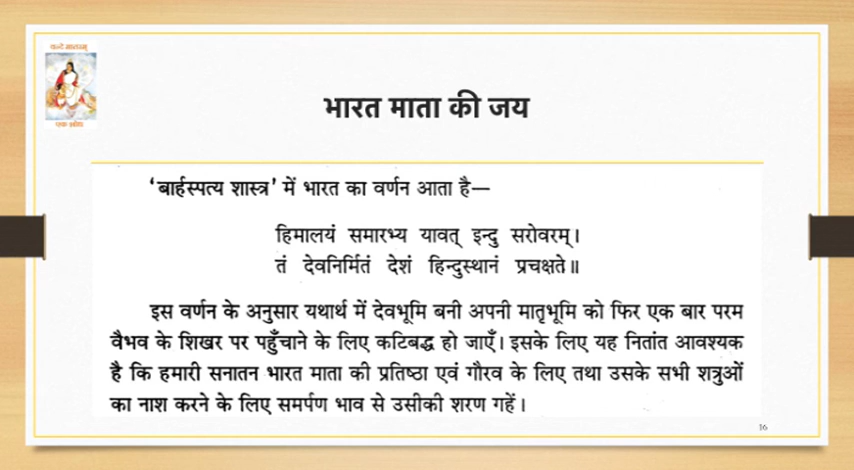 वन्दे मातरम्
भारत माता की जय
‘बार्हस्पत्य शास्त्र’ में भारत का वर्णन आता है—
हिमालयं समारभ्य यावत् इन्दु सरोवरम्।
तं देवनिर्मितं देशं हिन्दुस्थानं प्रचक्षते॥
इस वर्णन के अनुसार यथार्थ में देवभूमि बनी अपनी मातृभूमि को फिर एक बार परम
वैभव के शिखर पर पहुँचाने के लिए कटिबद्ध हो जाएँ। इसके लिए यह नितांत आवश्यक
है कि हमारी सनातन भारत माता की प्रतिष्ठा एवं गौरव के लिए तथा उसके सभी शत्रुओं
का नाश करने के लिए समर्पण भाव से उसीकी शरण गहें।
16